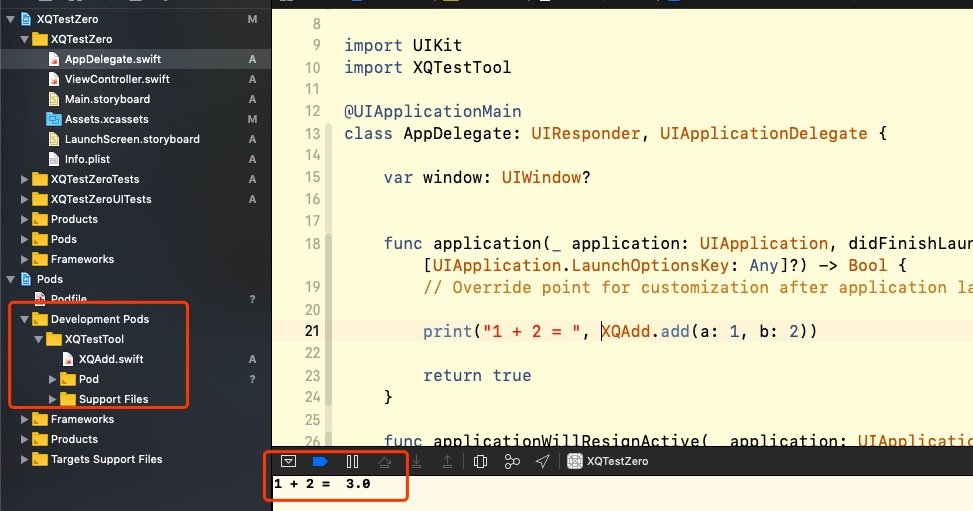 XQTestZero M
XQTestZero
AppDelegate.swift A
ViewController.swift A
Main.storyboard A
Assets.xcassets M
LaunchScreen.storyboard A
Info.plist A
XQTestZeroTests A
XQTestZeroUITests A
Products
Pods
Frameworks
Pods
Podfile ?
Development Pods
XQTestTool
XQAdd.swift A
Pod ?
Support Files
Frameworks
Products
Targets Support Files
8
9 import UIKit
10 import XQTestTool
11
12 @UIApplicationMain
13 class AppDelegate: UIResponder, UIApplicationDelegate {
14
15 var window: UIWindow?
16
17
18 func application(_ application: UIApplication, didFinishLau
[UIApplication.LaunchOptionsKey: Any]?) -> Bool {
19 // Override point for customization after application la
20
21 print("1 + 2 = ", XQAdd.add(a: 1, b: 2))
22
23 return true
24 }
25
26 func applicationWillResignActive(_ application: UIApplicatio
XQTestZero
1 + 2 =  3.0